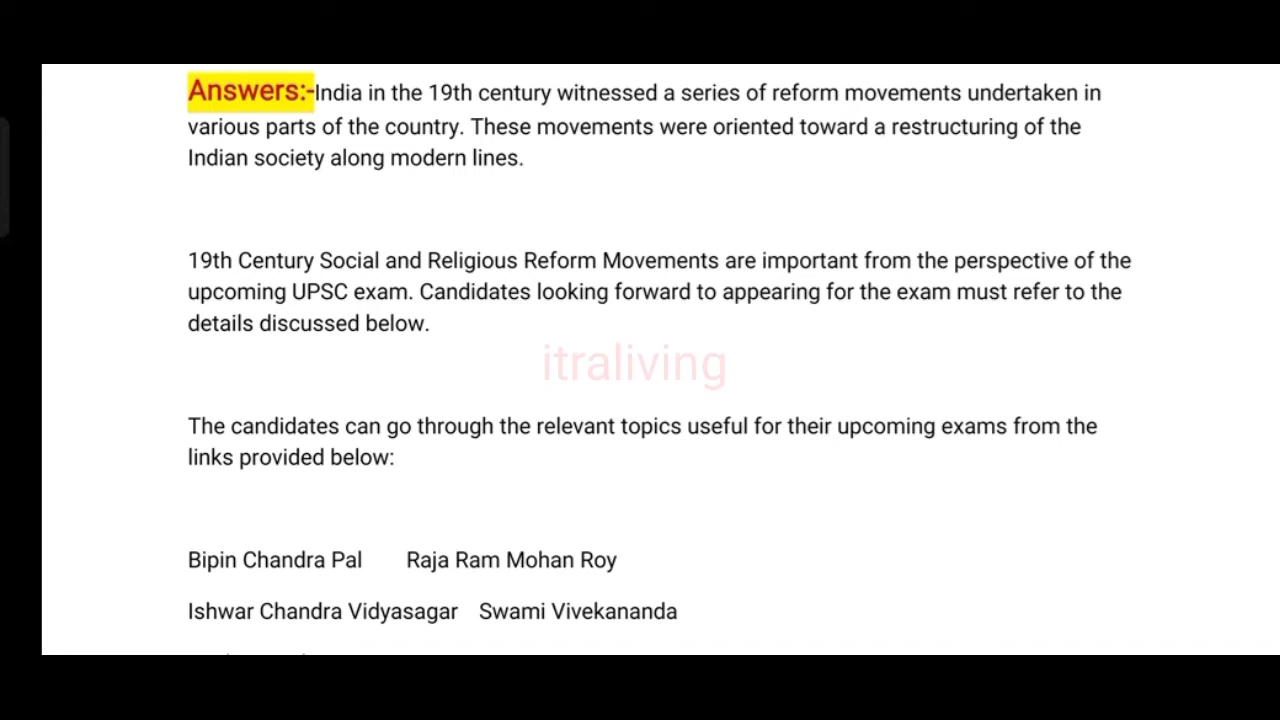 Answers:-India in the 19th century witnessed a series of reform movements undertaken in
various parts of the country. These movements were oriented toward a restructuring of the
Indian society along modern lines.
19th Century Social and Religious Reform Movements are important from the perspective of the
upcoming UPSC exam. Candidates looking forward to appearing for the exam must refer to the
details discussed below.
itraliving
The candidates can go through the relevant topics useful for their upcoming exams from the
links provided below:
Bipin Chandra Pal Raja Ram Mohan Roy
Ishwar Chandra Vidyasagar Swami Vivekananda